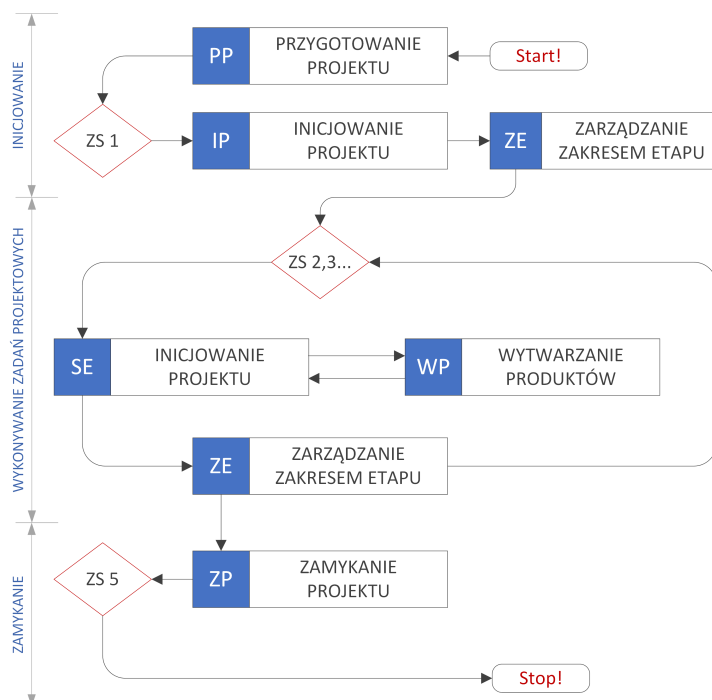 INICJOWANIE
PP
PRZYGOTOWANIE
PROJEKTU
Start!
ZS 1
IP
INICJOWANIE
PROJEKTU
ZE
ZARZĄDZANIE
ZAKRESEM ETAPU
WYKONYWANIE ZADAŃ PROJEKTOWYCH
ZS 2,3...
SE
INICJOWANIE
PROJEKTU
WP
WYTWARZANIE
PRODUKTÓW
ZE
ZARZĄDZANIE
ZAKRESEM ETAPU
ZAMYKANIE
ZS 5
ZP
ZAMYKANIE
PROJEKTU
Stop!